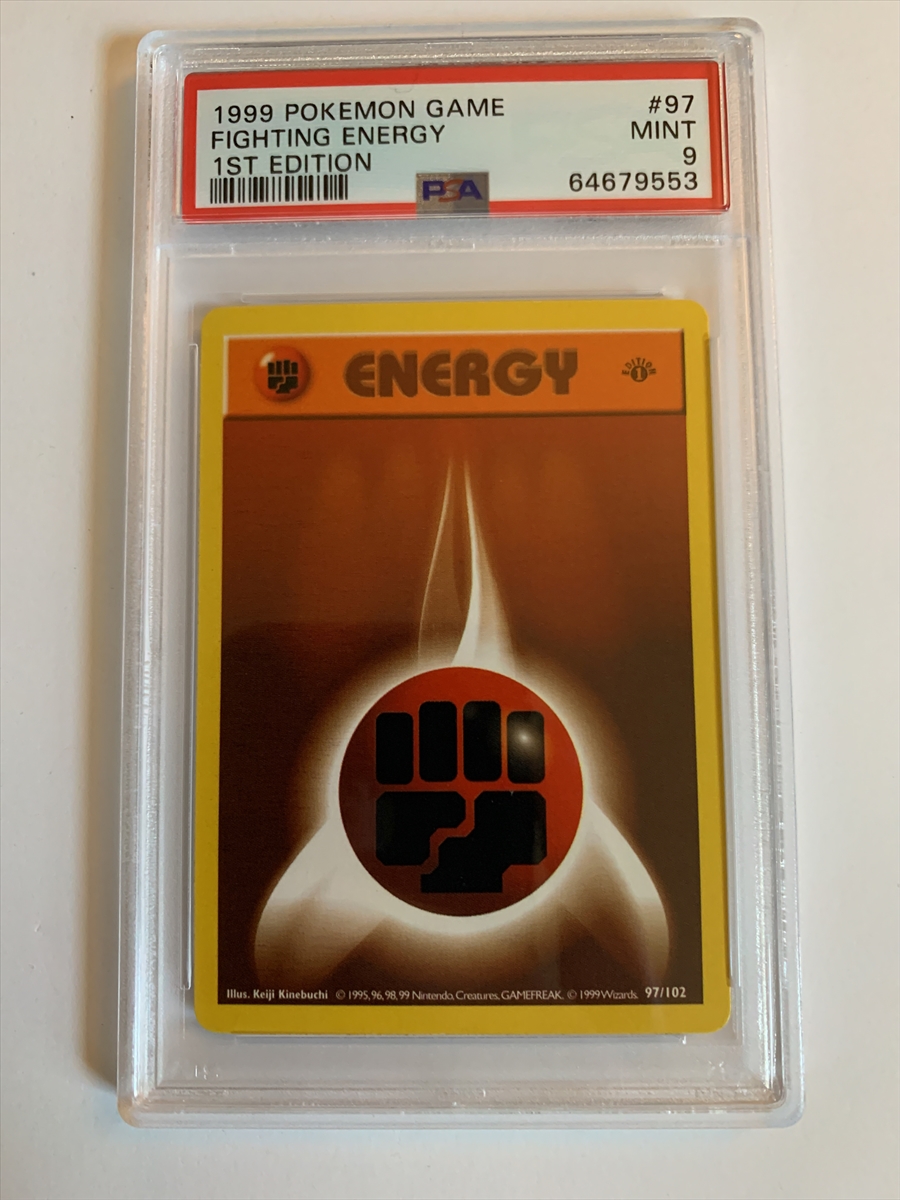 1999 POKEMON GAME #97
FIGHTING ENERGY MINT
1ST EDITION 9
PSA 64679553
ENERGY
EDITION 1
Illus. Keiji Kinebuchi © 1995, 96, 98, 99 Nintendo, Creatures, GAMEFREAK. © 1999 Wizards. 97/102